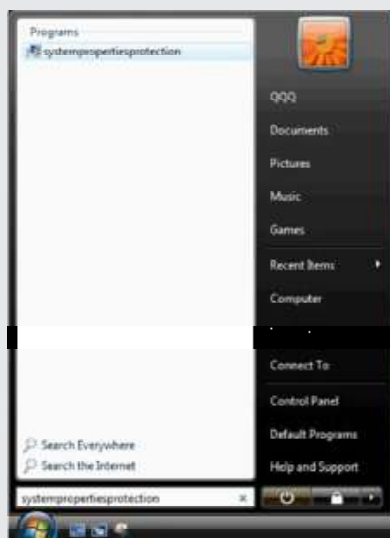 Programs
systempropertiesprotection
QQQ
Documents
Pictures
Music
Games
Recent Items
Computer
Connect To
Control Panel
Default Programs
Help and Support
Search Everywhere
Search the Internet
systempropertiesprotection